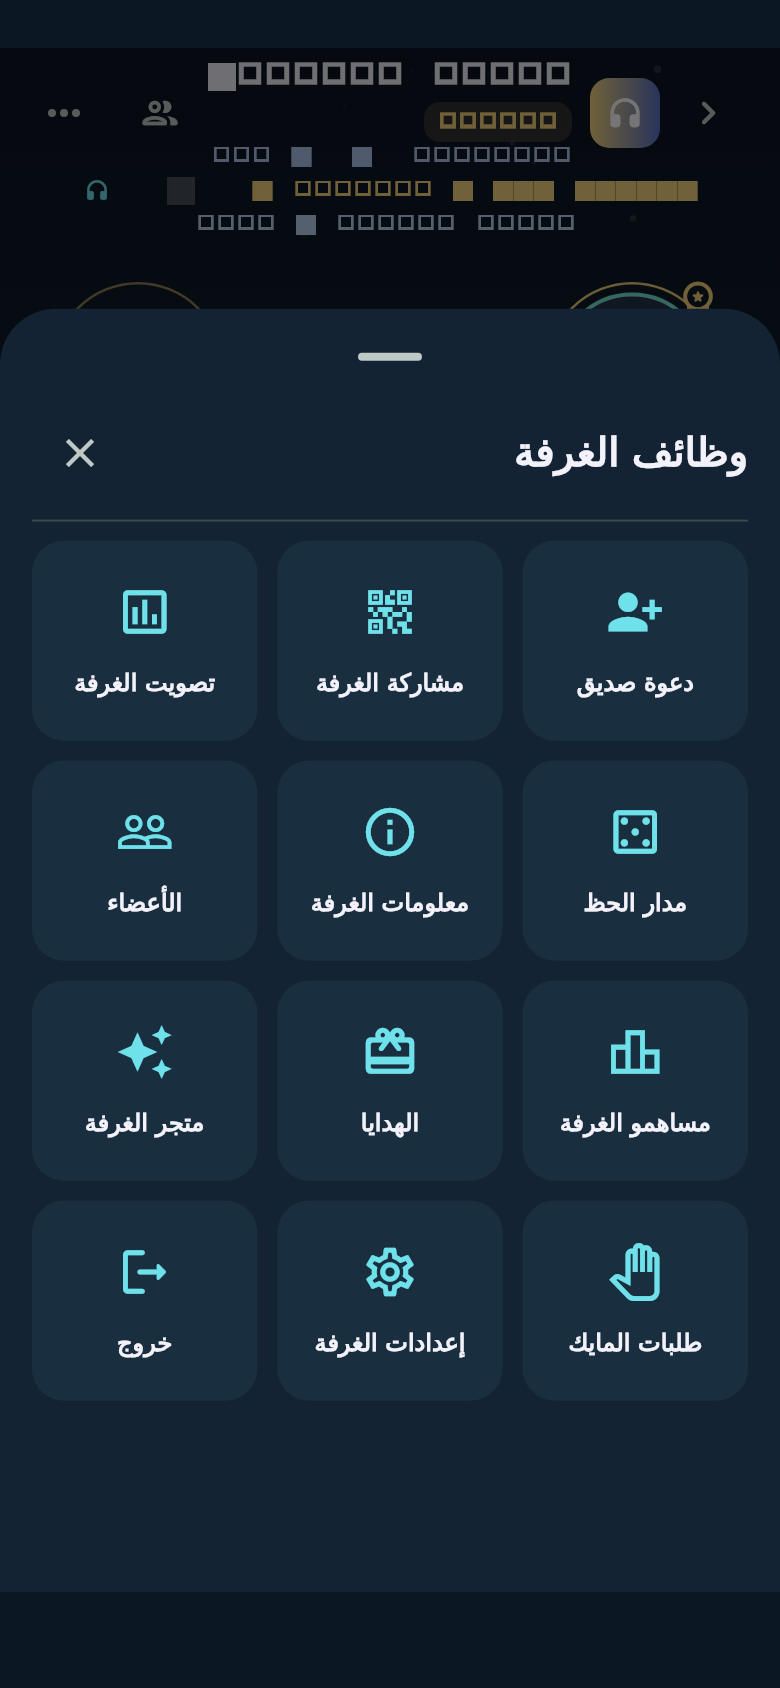 وظائف الغرفة
دعوة صديق
مشاركة الغرفة
تصويت الغرفة
مدار الحظ
معلومات الغرفة
الأعضاء
مساهمو الغرفة
الهدايا
متجر الغرفة
طلبات المايك
إعدادات الغرفة
خروج